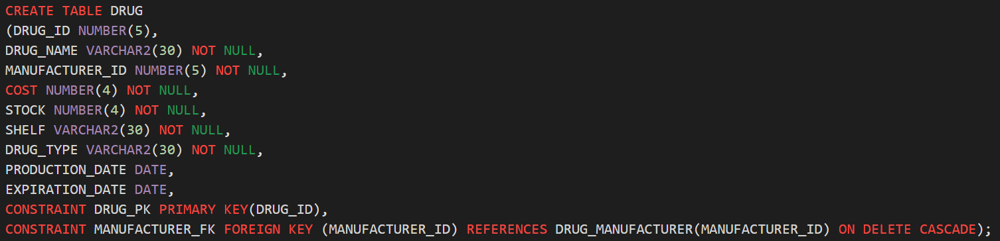 CREATE TABLE DRUG
(DRUG_ID NUMBER(5),
DRUG_NAME VARCHAR2(30) NOT NULL,
MANUFACTURER_ID NUMBER(5) NOT NULL,
COST NUMBER(4) NOT NULL,
STOCK NUMBER(4) NOT NULL,
SHELF VARCHAR2(30) NOT NULL,
DRUG_TYPE VARCHAR2(30) NOT NULL,
PRODUCTION_DATE DATE,
EXPIRATION_DATE DATE,
CONSTRAINT DRUG_PK PRIMARY KEY(DRUG_ID),
CONSTRAINT MANUFACTURER_FK FOREIGN KEY (MANUFACTURER_ID) REFERENCES DRUG_MANUFACTURER(MANUFACTURER_ID) ON DELETE CASCADE);